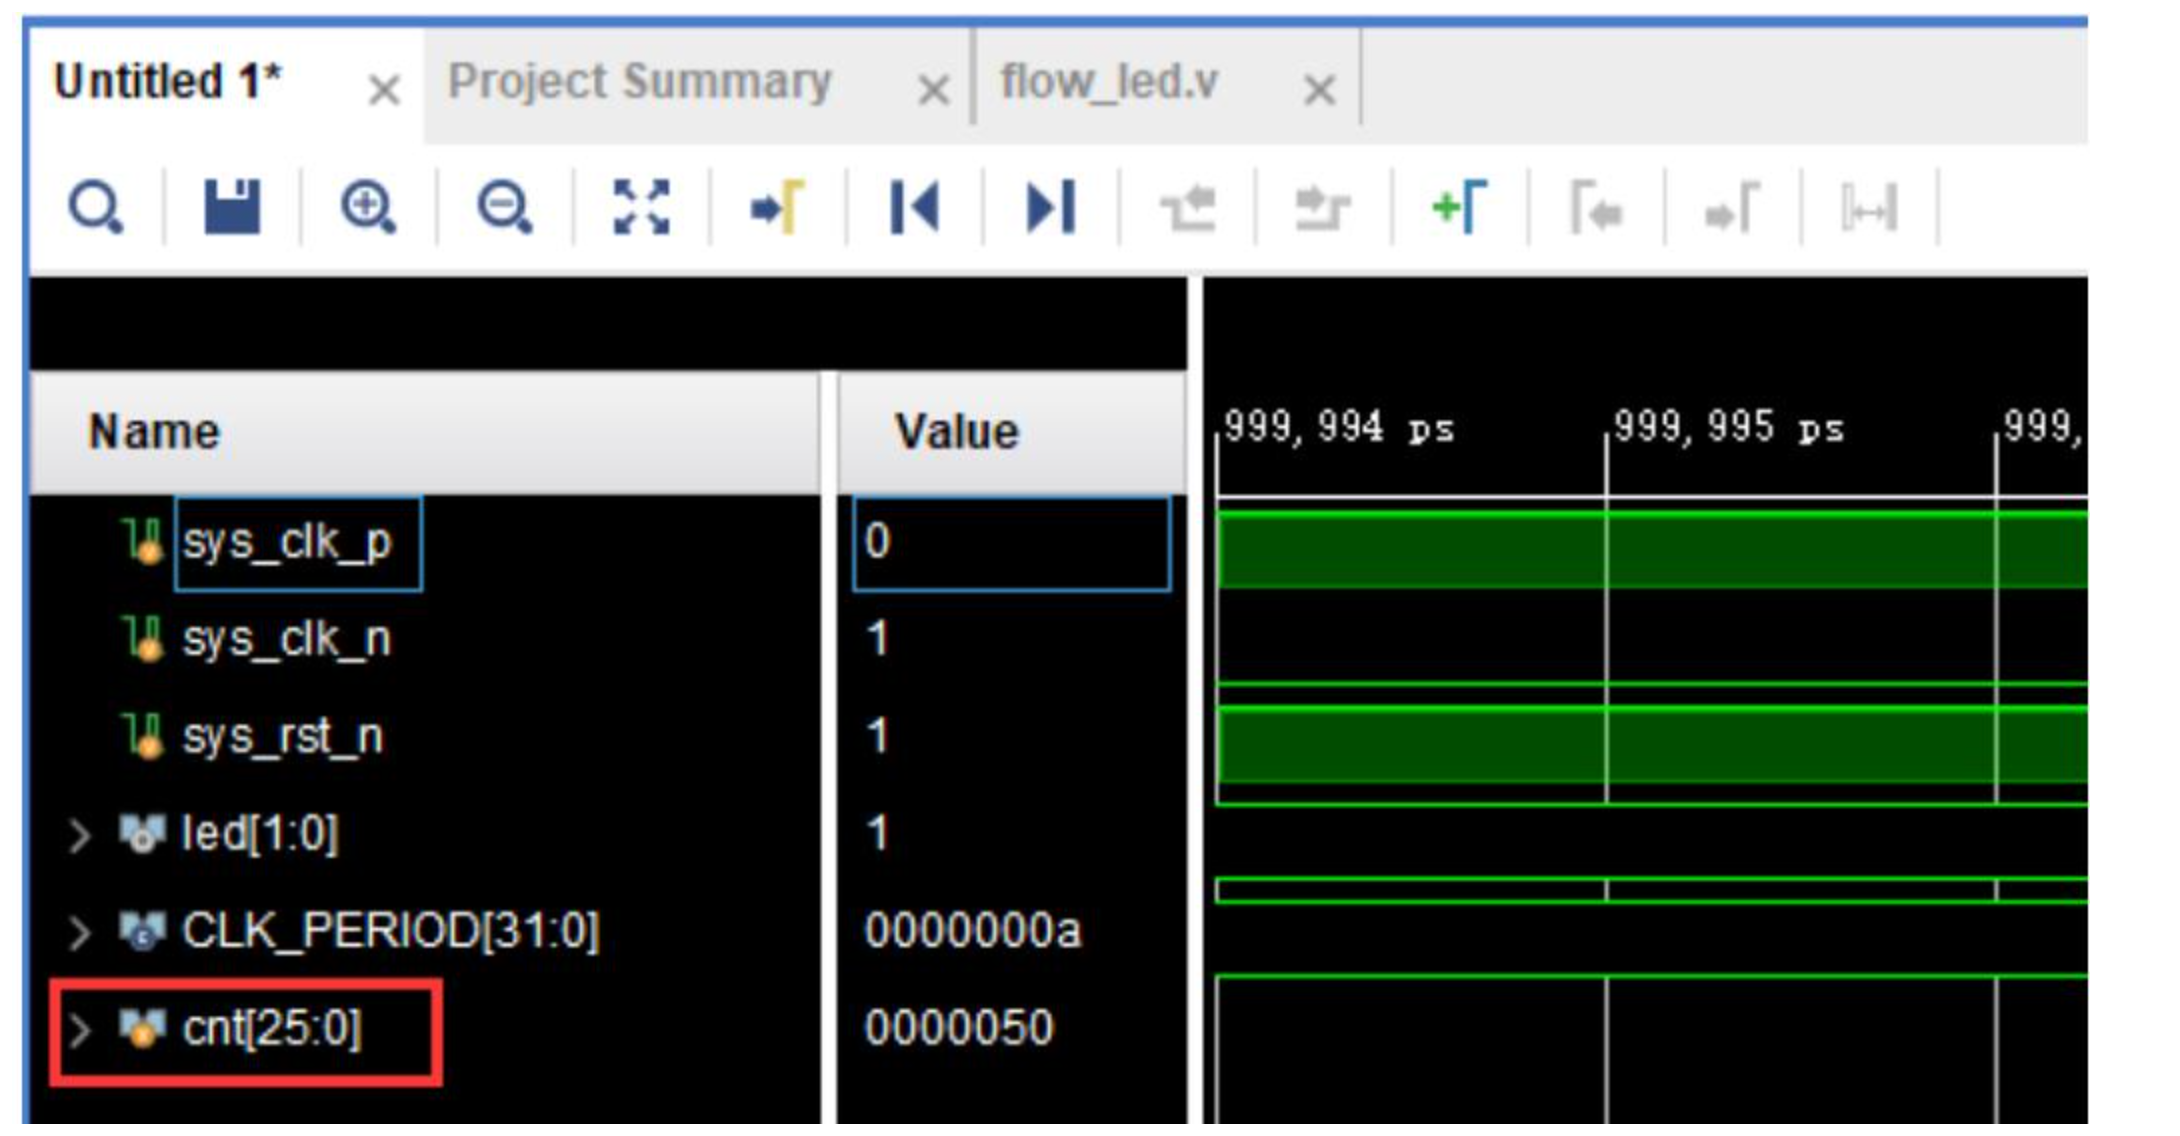 Untitled 1* Project Summary flow_led.v
Name Value 999,994 ps 999,995 ps 999,
sys_clk_p 0
sys_clk_n 1
sys_rst_n 1
led[1:0] 1
CLK_PERIOD[31:0] 0000000a
cnt[25:0] 0000050